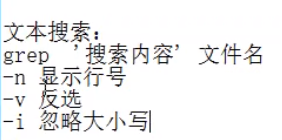 文本搜索：
grep  '搜索内容' 文件名
-n 显示行号
-v 反选
-i 忽略大小写